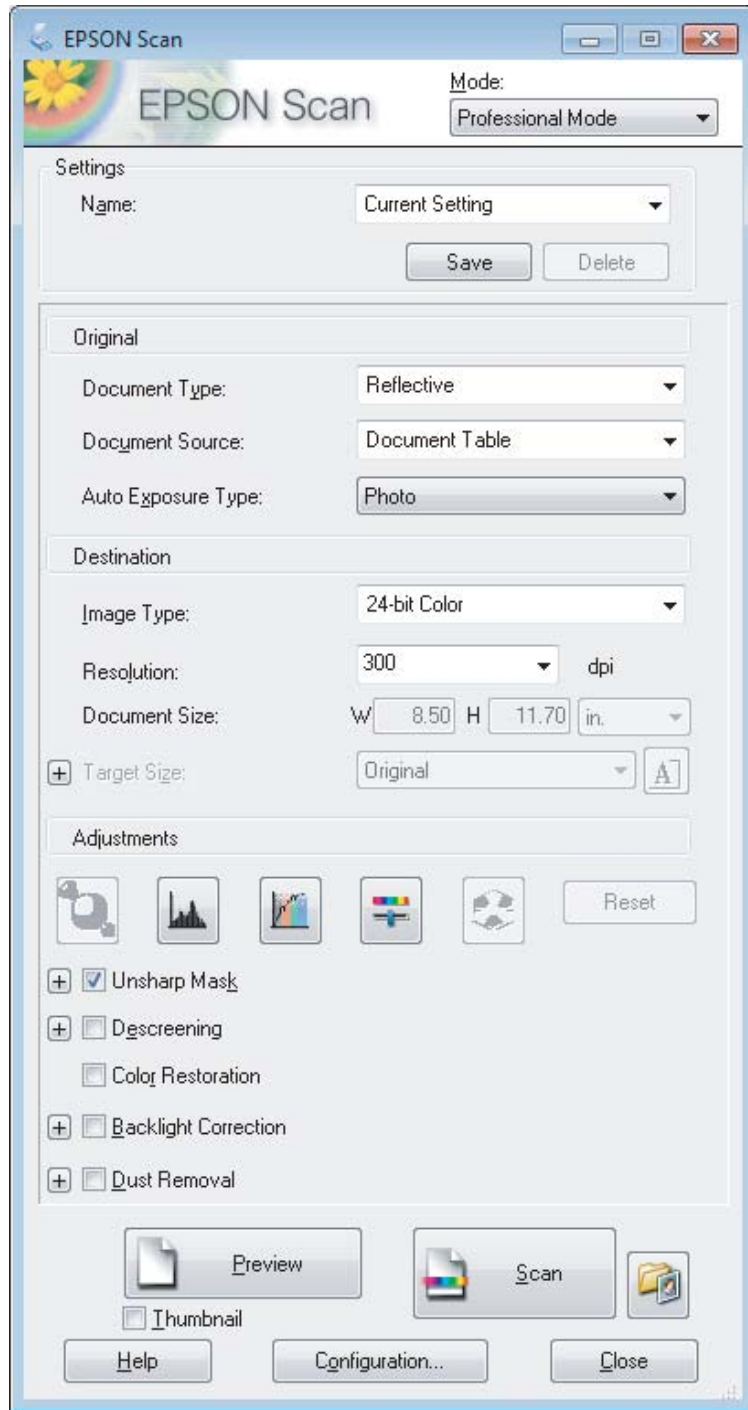 EPSON Scan
EPSON Scan
Mode:
Professional Mode
Settings
Name: Current Setting
Save Delete
Original
Document Type: Reflective
Document Source: Document Table
Auto Exposure Type: Photo
Destination
Image Type: 24-bit Color
Resolution: 300 dpi
Document Size: W 8.50 H 11.70 in.
Target Size: Original A
Adjustments
Reset
Unsharp Mask
Descreening
Color Restoration
Backlight Correction
Dust Removal
Preview Scan
Thumbnail
Help Configuration... Close